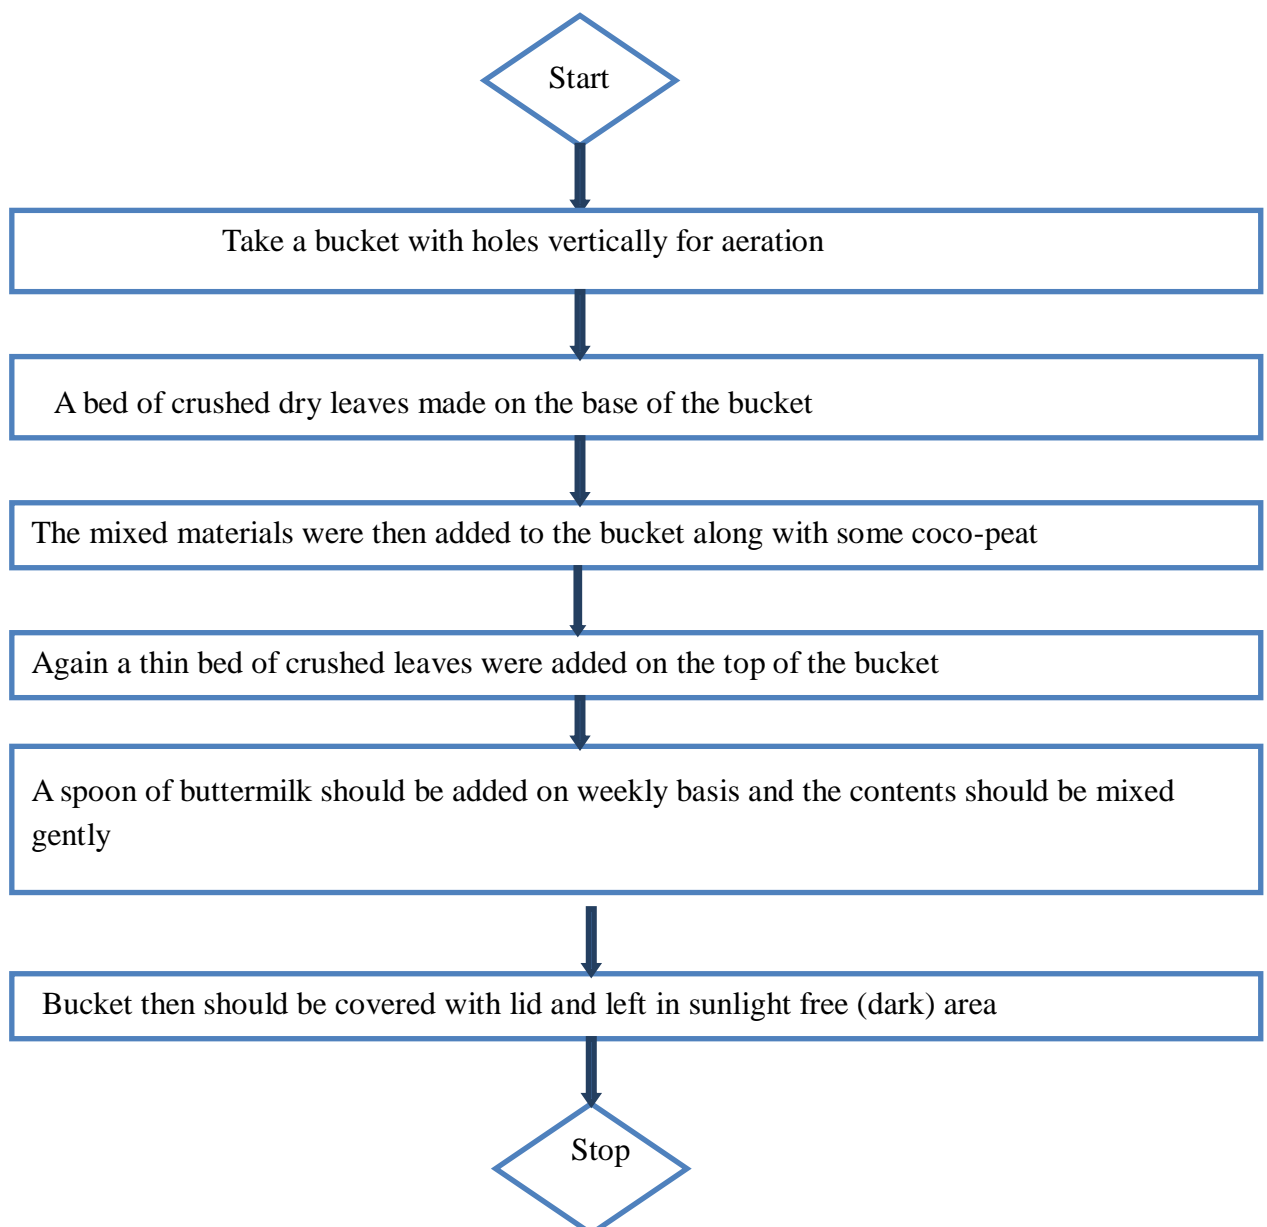 Start
Take a bucket with holes vertically for aeration
A bed of crushed dry leaves made on the base of the bucket
The mixed materials were then added to the bucket along with some coco-peat
Again a thin bed of crushed leaves were added on the top of the bucket
A spoon of buttermilk should be added on weekly basis and the contents should be mixed
gently
Bucket then should be covered with lid and left in sunlight free (dark) area
Stop